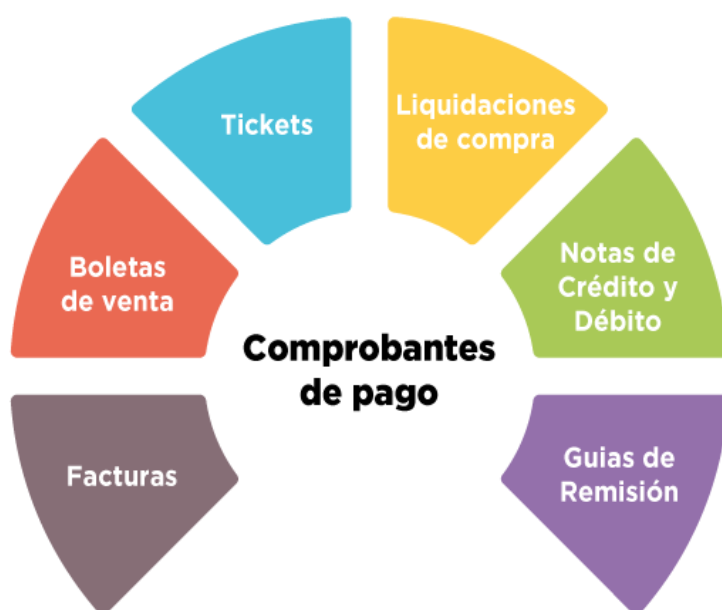 Tickets
Liquidaciones
de compra
Boletas
de venta
Notas de
Crédito y
Débito
Comprobantes
de pago
Facturas
Guias de
Remisión